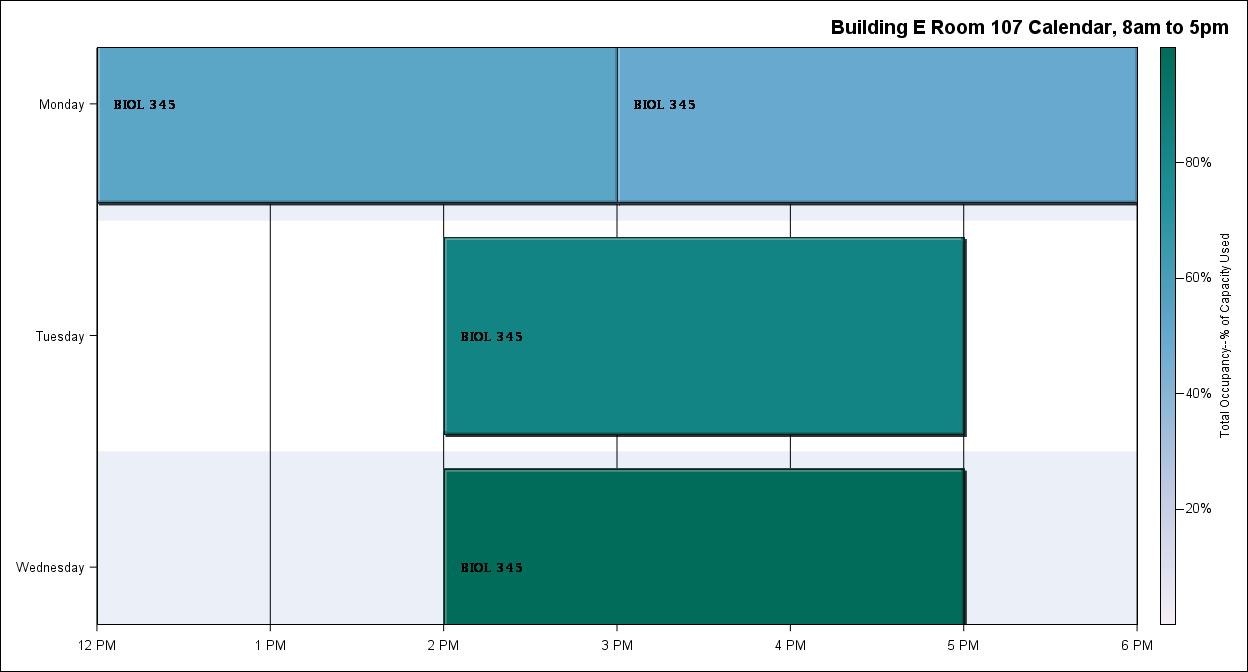 Building E Room 107 Calendar, 8am to 5pm
Monday
BIOL 345
BIOL 345
Tuesday
BIOL 345
Wednesday
BIOL 345
12 PM
1 PM
2 PM
3 PM
4 PM
5 PM
6 PM
80%
60%
40%
20%
Total Occupancy--% of Capacity Used